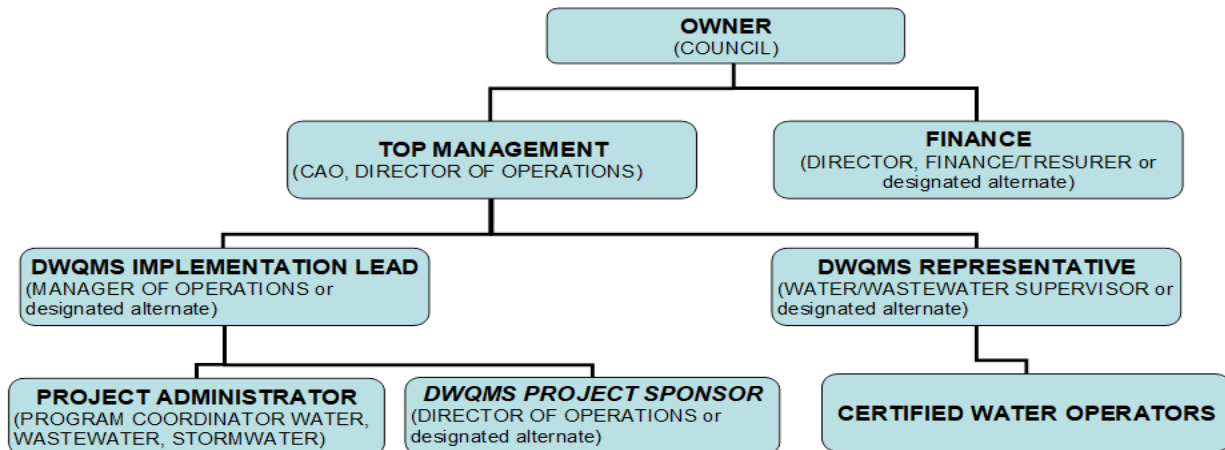 OWNER
(COUNCIL)
TOP MANAGEMENT
(CAO, DIRECTOR OF OPERATIONS)
FINANCE
(DIRECTOR, FINANCE/TRESURER or
designated alternate)
DWQMS IMPLEMENTATION LEAD
(MANAGER OF OPERATIONS or
designated alternate)
DWQMS REPRESENTATIVE
(WATER/WASTEWATER SUPERVISOR or
designated alternate)
PROJECT ADMINISTRATOR
(PROGRAM COORDINATOR WATER,
WASTEWATER, STORMWATER)
DWQMS PROJECT SPONSOR
(DIRECTOR OF OPERATIONS or
designated alternate)
CERTIFIED WATER OPERATORS